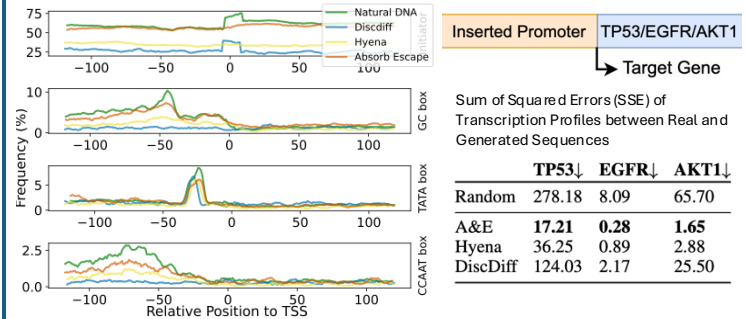 Natural DNA
Discdiff
Hyena
Absorb Escape
75
50
25
Initiator
−100 −50 0 50 100
10
5
0
GC box
−100 −50 0 50 100
5
0
TATA box
−100 −50 0 50 100
2.5
0.0
CCAAT box
−100 −50 0 50 100
Frequency (%)
Relative Position to TSS
Inserted Promoter TP53/EGFR/AKT1
Target Gene
Sum of Squared Errors (SSE) of
Transcription Profiles between Real and
Generated Sequences
TP53↓ EGFR↓ AKT1↓
Random 278.18 8.09 65.70
A&E 17.21 0.28 1.65
Hyena 36.25 0.89 2.88
DiscDiff 124.03 2.17 25.50